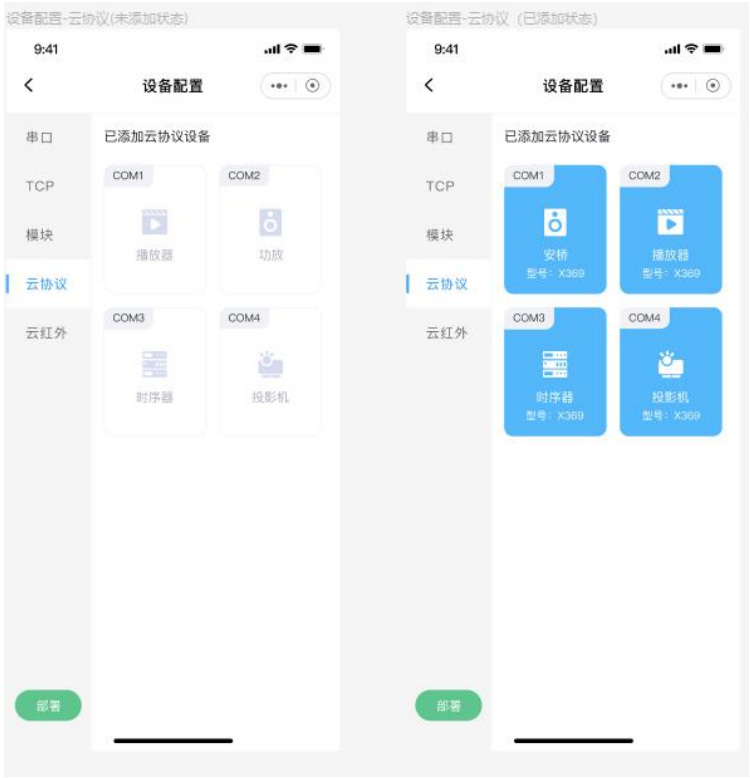 设备配置-云协议(未添加状态)
9:41
设备配置
串口
TCP
模块
云协议
云红外
已添加云协议设备
COM1
播放器
COM2
功放
COM3
时序器
COM4
投影机
部署
设备配置-云协议（已添加状态）
9:41
设备配置
串口
TCP
模块
云协议
云红外
已添加云协议设备
COM1
安桥
型号：X369
COM2
播放器
型号：X369
COM3
时序器
型号：X369
COM4
投影机
型号：X369
部署